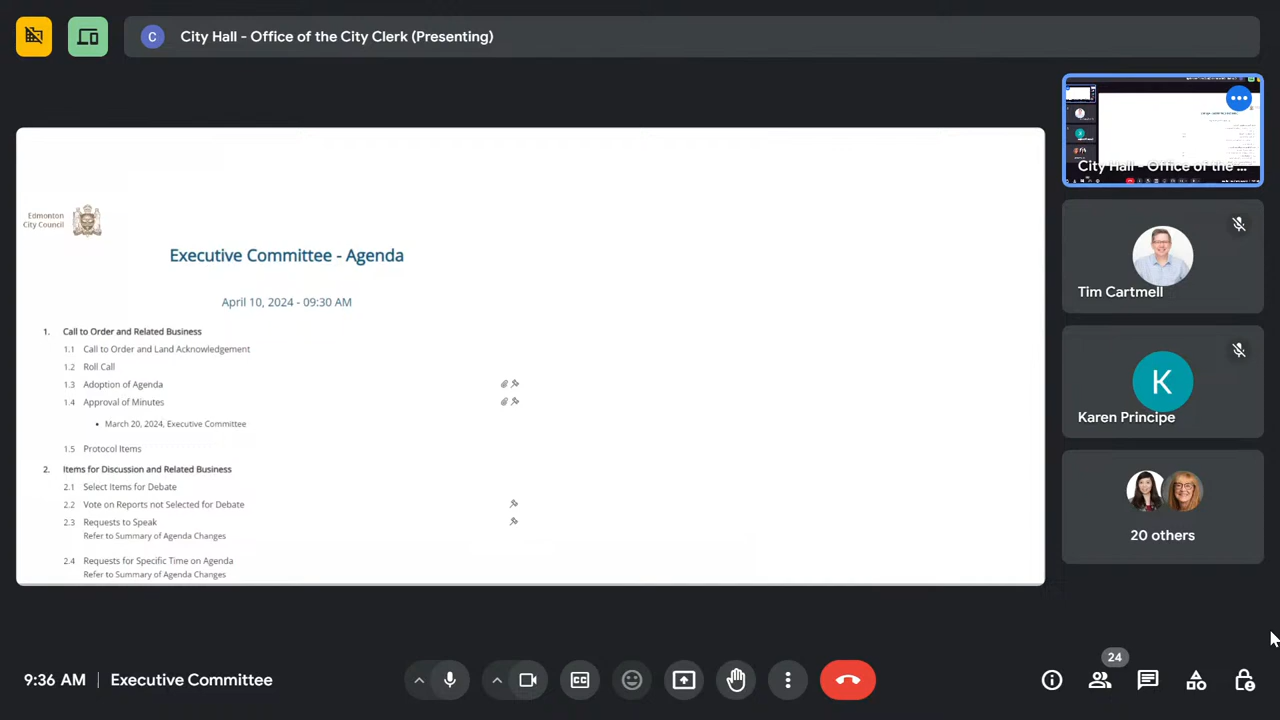 C City Hall - Office of the City Clerk (Presenting)
City Hall - Office of the ...
Edmonton
City Council
Executive Committee - Agenda
April 10, 2024 - 09:30 AM
1. Call to Order and Related Business
1.1 Call to Order and Land Acknowledgement
1.2 Roll Call
1.3 Adoption of Agenda
1.4 Approval of Minutes
• March 20, 2024, Executive Committee
1.5 Protocol Items
2. Items for Discussion and Related Business
2.1 Select Items for Debate
2.2 Vote on Reports not Selected for Debate
2.3 Requests to Speak
Refer to Summary of Agenda Changes
2.4 Requests for Specific Time on Agenda
Refer to Summary of Agenda Changes
Tim Cartmell
K
Karen Principe
20 others
9:36 AM | Executive Committee
24